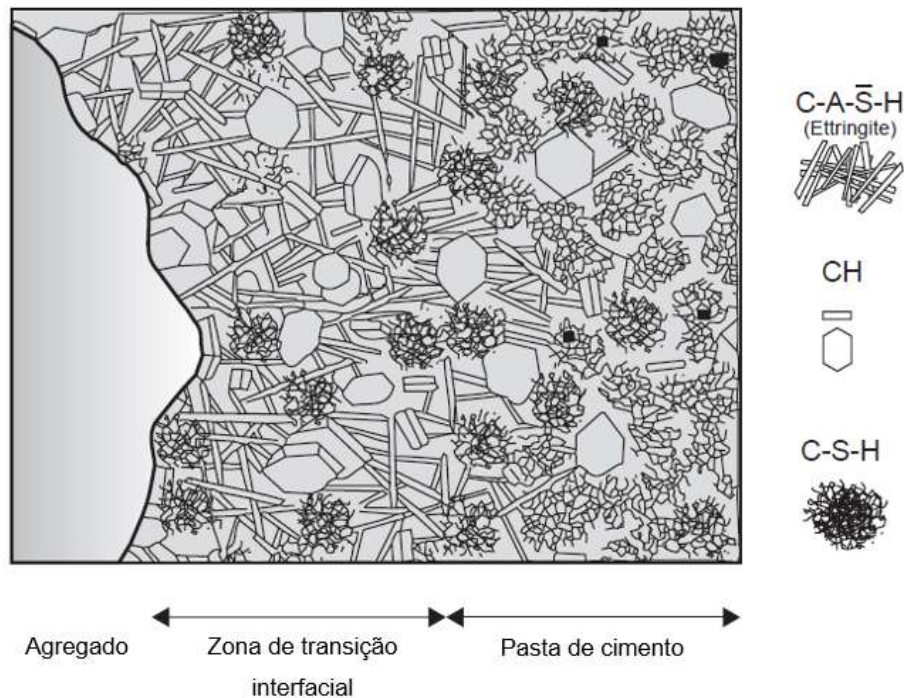 C-A-S̅-H
(Ettringite)
CH
C-S-H
Agregado
Zona de transição
interfacial
Pasta de cimento